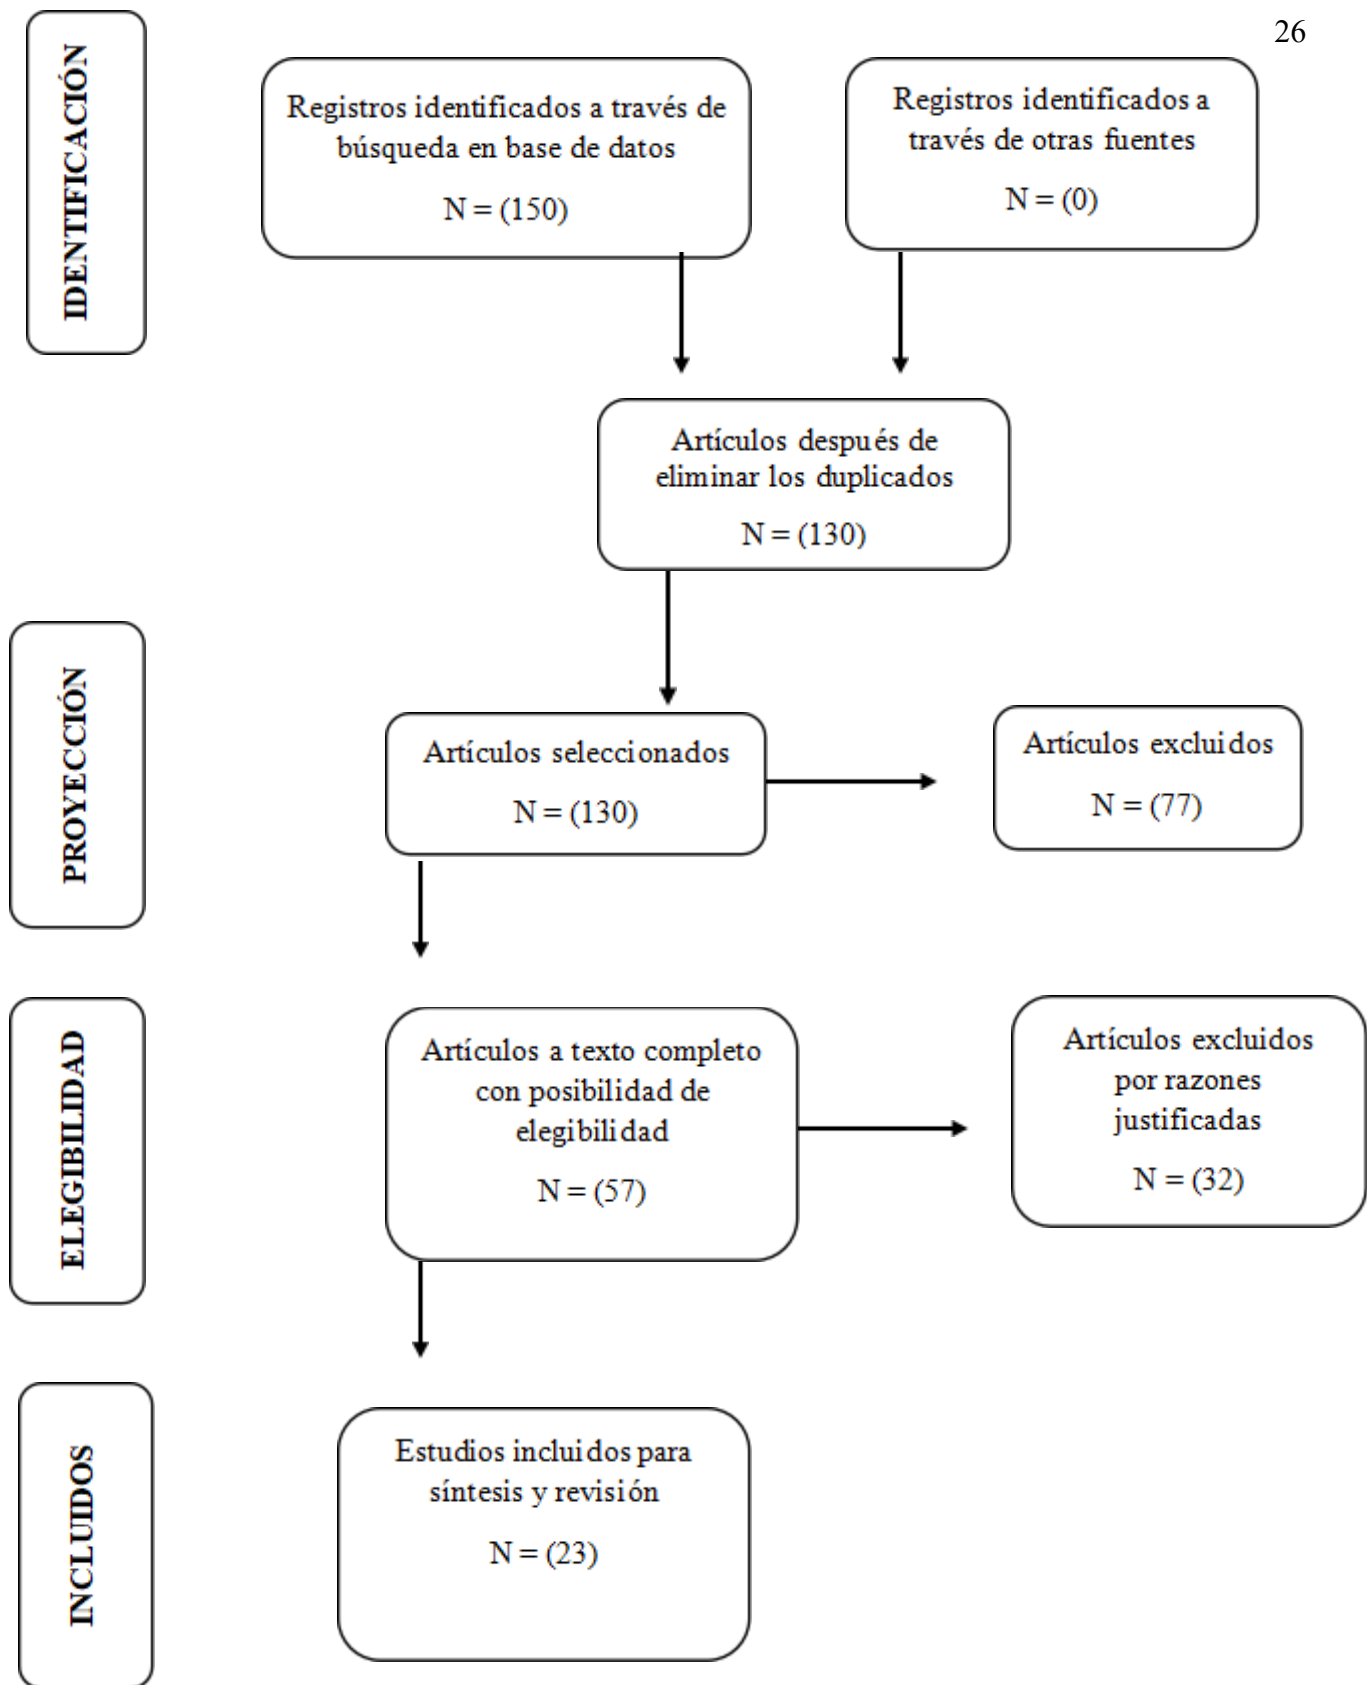 26
IDENTIFICACIÓN
Registros identificados a través de
búsqueda en base de datos
N = (150)
Registros identificados a
través de otras fuentes
N = (0)
Artículos después de
eliminar los duplicados
N = (130)
PROYECCIÓN
Artículos seleccionados
N = (130)
Artículos excluidos
N = (77)
ELEGIBILIDAD
Artículos a texto completo
con posibilidad de
elegibilidad
N = (57)
Artículos excluidos
por razones
justificadas
N = (32)
INCLUIDOS
Estudios incluidos para
síntesis y revisión
N = (23)